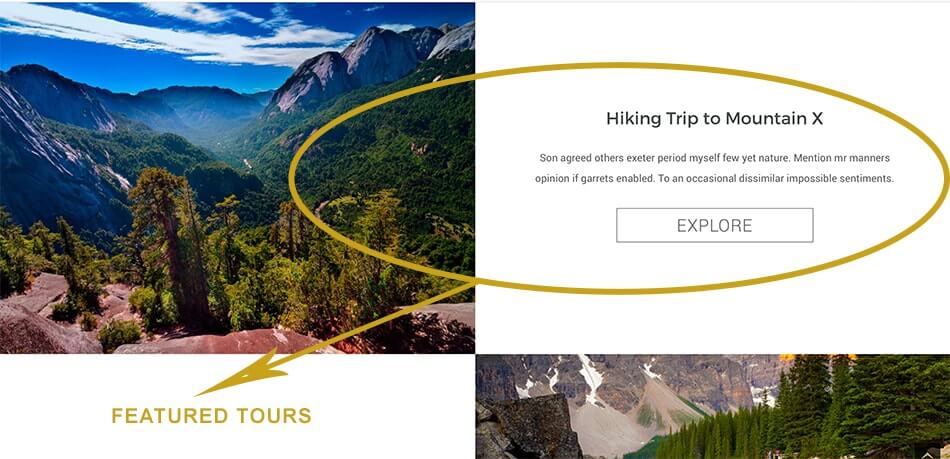 Hiking Trip to Mountain X
Son agreed others exeter period myself few yet nature. Mention mr manners
opinion if garrets enabled. To an occasional dissimilar impossible sentiments.
EXPLORE
FEATURED TOURS